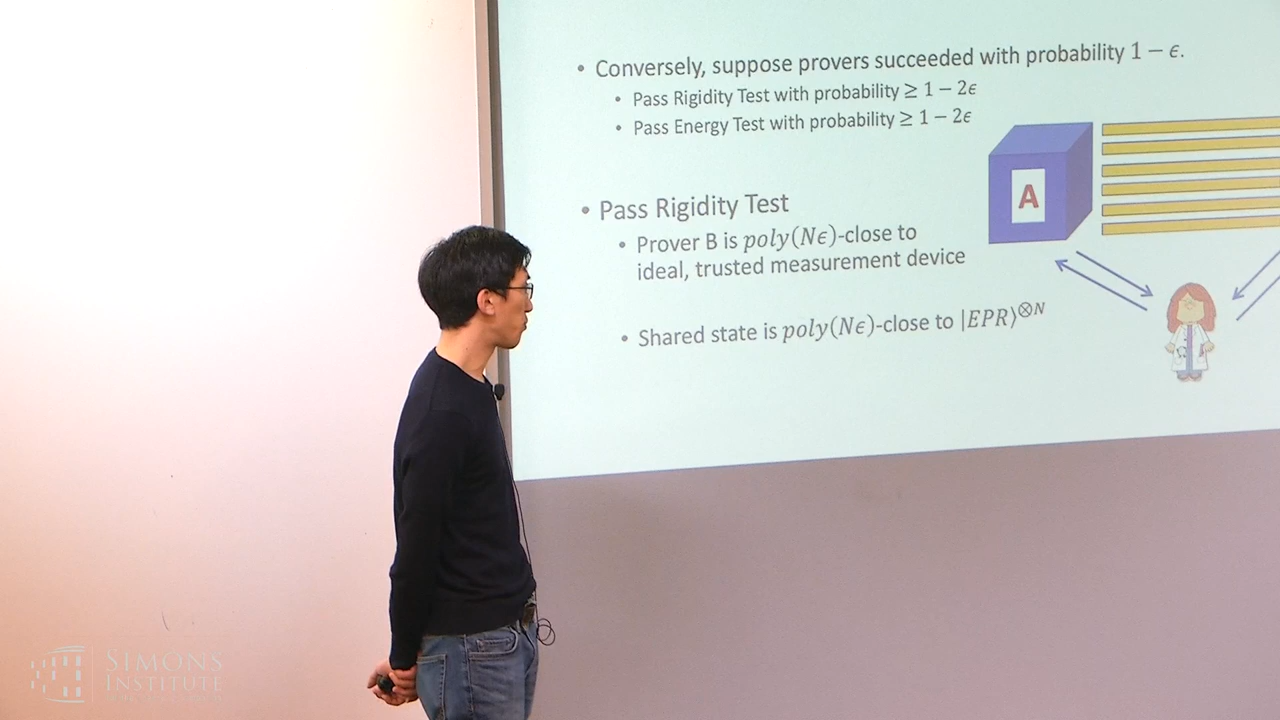 • Conversely, suppose provers succeeded with probability 1 − ϵ.
• Pass Rigidity Test with probability ≥ 1 − 2ϵ
• Pass Energy Test with probability ≥ 1 − 2ϵ
A
• Pass Rigidity Test
• Prover B is poly(Nϵ)-close to
ideal, trusted measurement device
• Shared state is poly(Nϵ)-close to |EPR⟩⊗N
SIMONS
INSTITUTE